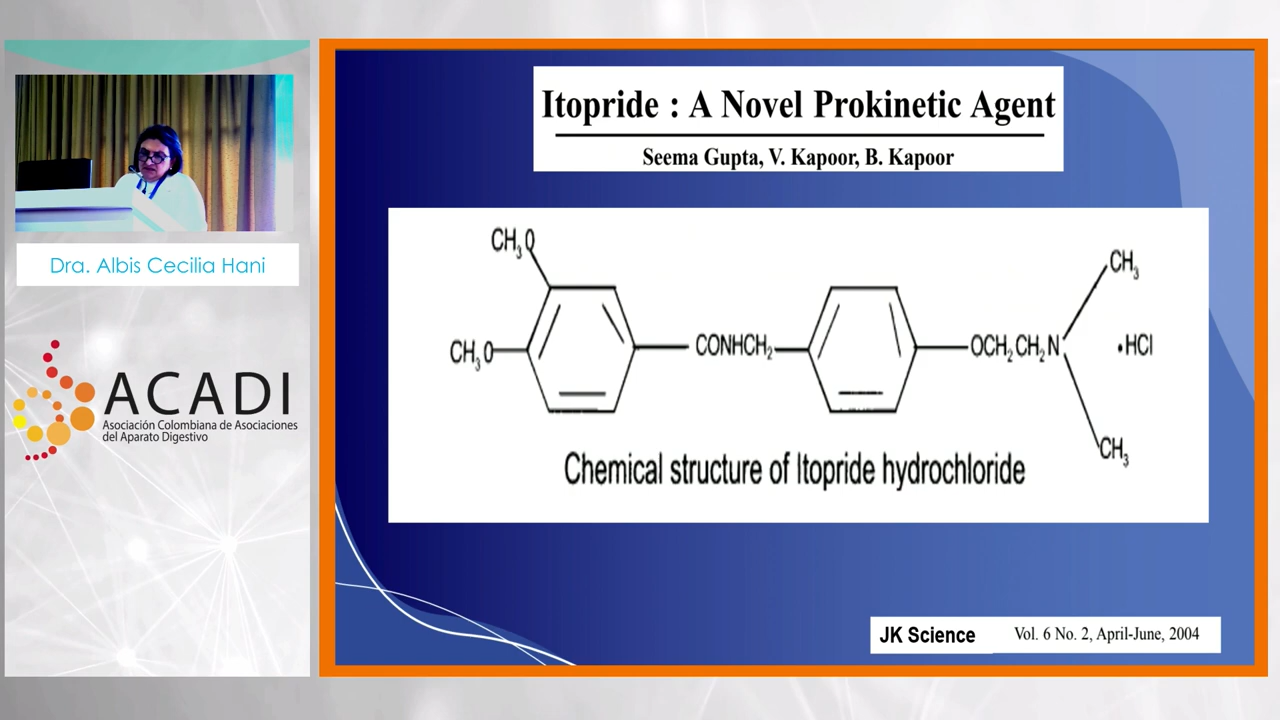 Itopride : A Novel Prokinetic Agent
Seema Gupta, V. Kapoor, B. Kapoor
Dra. Albis Cecilia Hani
ACADI
Asociación Colombiana de Asociaciones
del Aparato Digestivo
CH3O
CH3O
CONHCH2
OCH2CH2N
CH3
•HCl
CH3
Chemical structure of Itopride hydrochloride
JK Science Vol. 6 No. 2, April-June, 2004